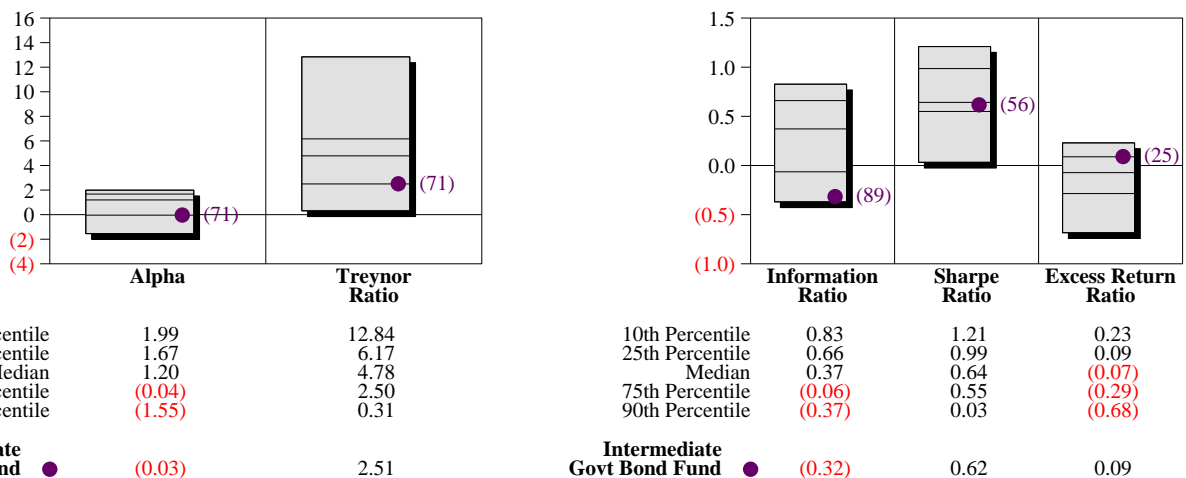 16
14
12
10
8
6
4
2
0
(2)
(4)
(71)
(71)
Alpha
Treynor
Ratio
1.99 12.84
1.67 6.17
1.20 4.78
(0.04) 2.50
(1.55) 0.31
(0.03) 2.51
1.5
1.0
0.5
0.0
(0.5)
(1.0)
(89)
(56)
(25)
Information
Ratio
Sharpe
Ratio
Excess Return
Ratio
10th Percentile 0.83 1.21 0.23
25th Percentile 0.66 0.99 0.09
Median 0.37 0.64 (0.07)
75th Percentile (0.06) 0.55 (0.29)
90th Percentile (0.37) 0.03 (0.68)
Intermediate
Govt Bond Fund (0.32) 0.62 0.09